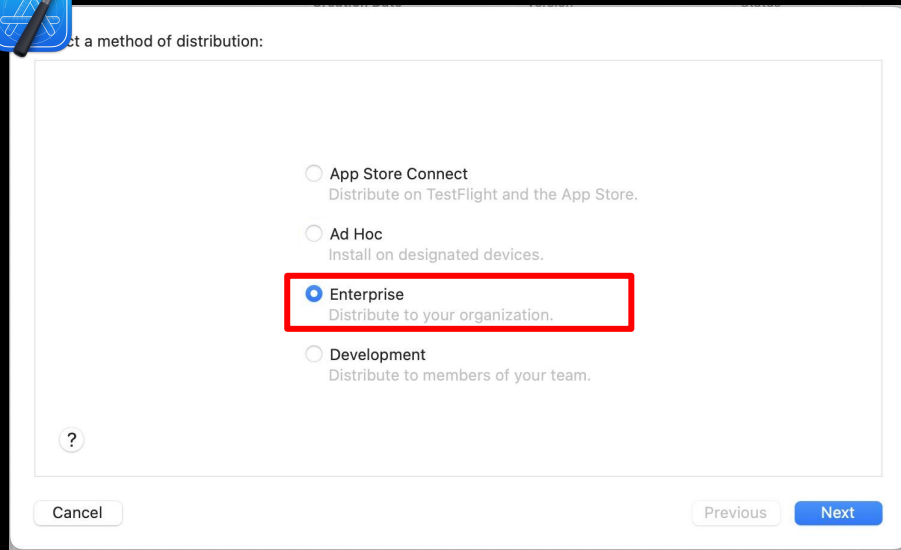 ct a method of distribution:
App Store Connect
Distribute on TestFlight and the App Store.
Ad Hoc
Install on designated devices.
Enterprise
Distribute to your organization.
Development
Distribute to members of your team.
?
Cancel
Previous
Next